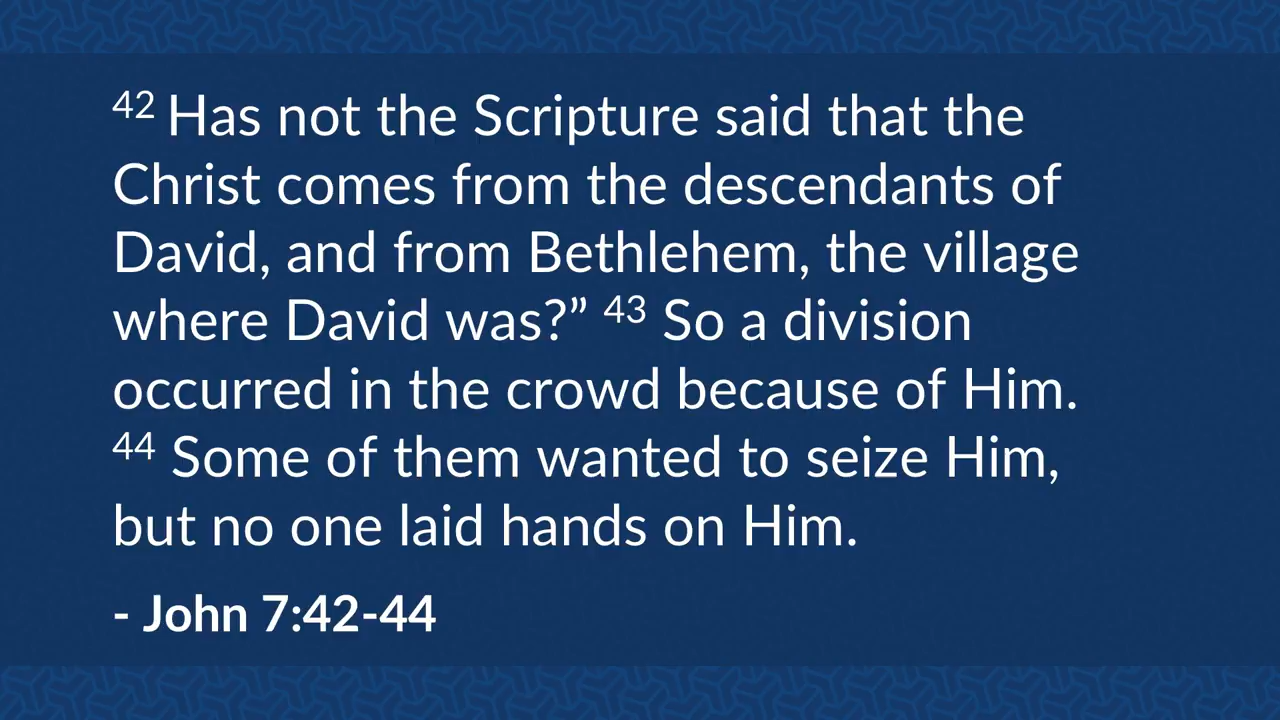 42 Has not the Scripture said that the
Christ comes from the descendants of
David, and from Bethlehem, the village
where David was?” 43 So a division
occurred in the crowd because of Him.
44 Some of them wanted to seize Him,
but no one laid hands on Him.
- John 7:42-44